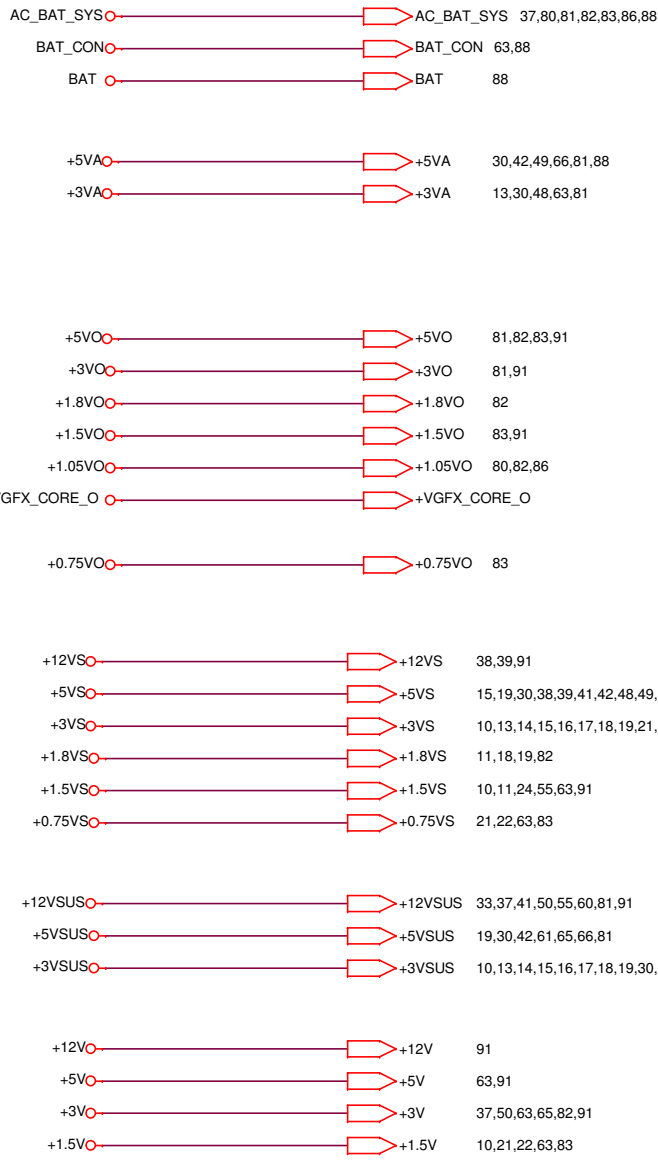 AC_BAT_SYS AC_BAT_SYS 37,80,81,82,83,86,88
BAT_CON BAT_CON 63,88
BAT BAT 88
+5VA +5VA 30,42,49,66,81,88
+3VA +3VA 13,30,48,63,81
+5VO +5VO 81,82,83,91
+3VO +3VO 81,91
+1.8VO +1.8VO 82
+1.5VO +1.5VO 83,91
+1.05VO +1.05VO 80,82,86
GFX_CORE_O +VGFX_CORE_O
+0.75VO +0.75VO 83
+12VS +12VS 38,39,91
+5VS +5VS 15,19,30,38,39,41,42,48,49,
+3VS +3VS 10,13,14,15,16,17,18,19,21,
+1.8VS +1.8VS 11,18,19,82
+1.5VS +1.5VS 10,11,24,55,63,91
+0.75VS +0.75VS 21,22,63,83
+12VSUS +12VSUS 33,37,41,50,55,60,81,91
+5VSUS +5VSUS 19,30,42,61,65,66,81
+3VSUS +3VSUS 10,13,14,15,16,17,18,19,30,
+12V +12V 91
+5V +5V 63,91
+3V +3V 37,50,63,65,82,91
+1.5V +1.5V 10,21,22,63,83